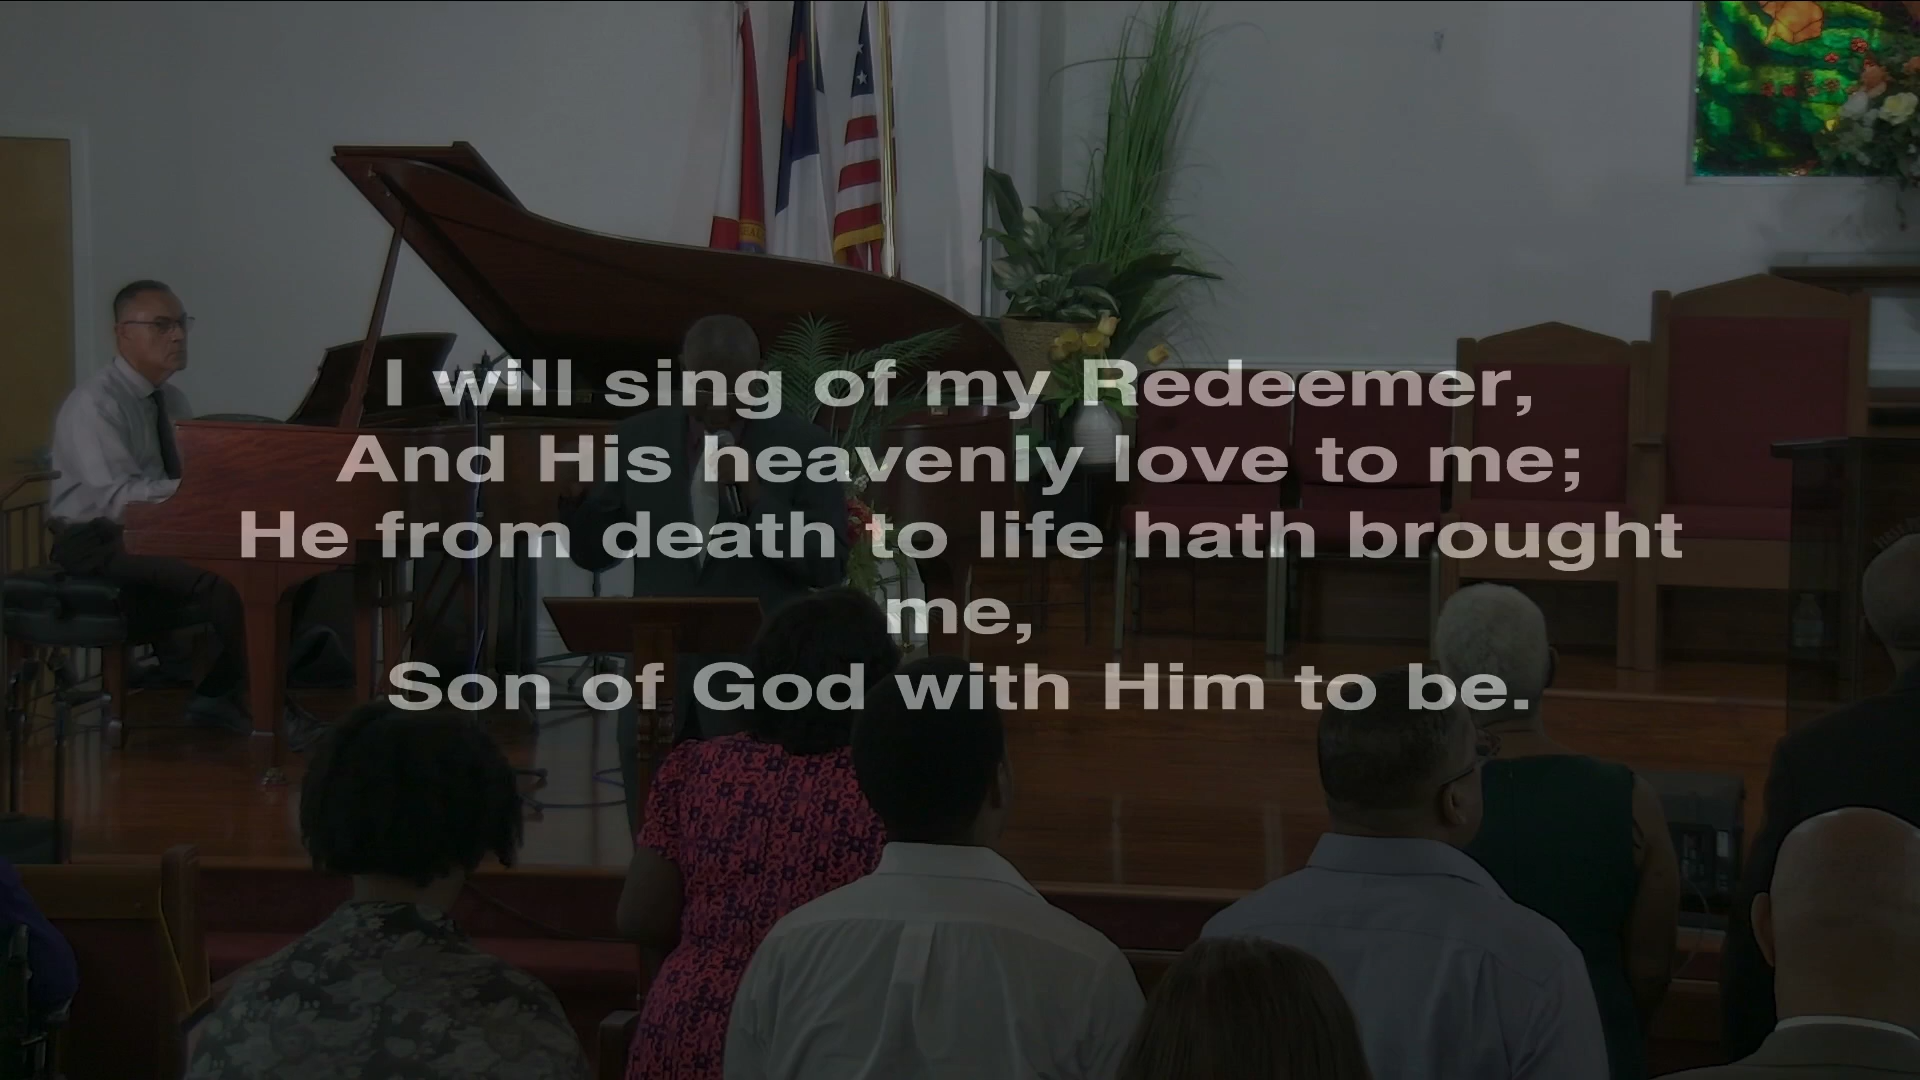 I will sing of my Redeemer,
And His heavenly love to me;
He from death to life hath brought
me,
Son of God with Him to be.